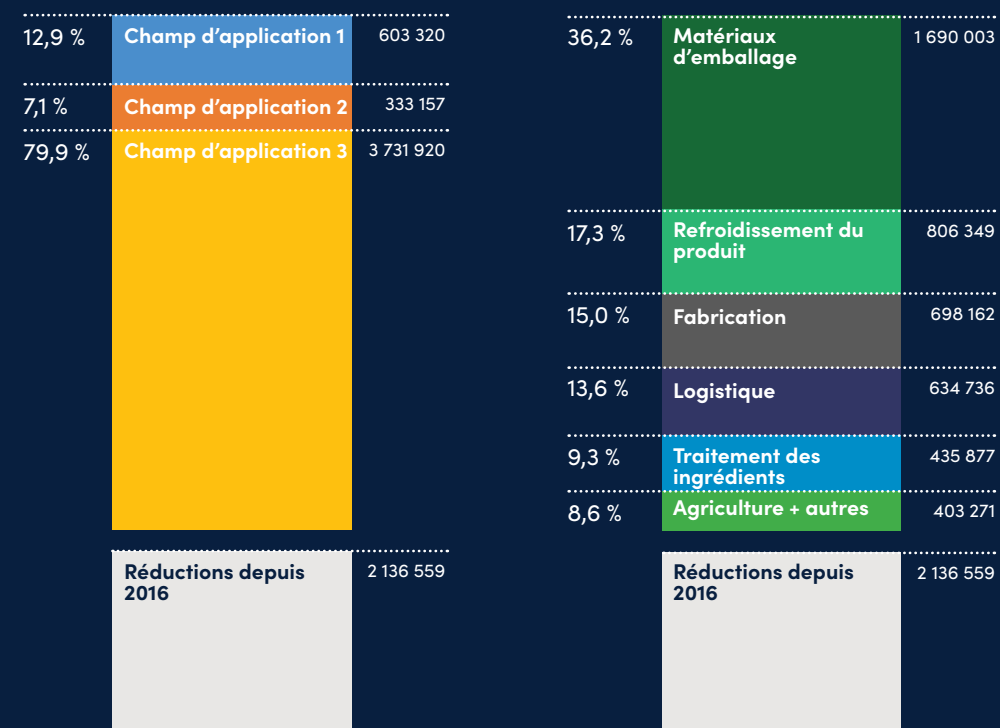 12,9 % Champ d’application 1 603 320
7,1 % Champ d’application 2 333 157
79,9 % Champ d’application 3 3 731 920
Réductions depuis 2 136 559
2016
36,2 % Matériaux 1 690 003
d’emballage
17,3 % Refroidissement du 806 349
produit
15,0 % Fabrication 698 162
13,6 % Logistique 634 736
9,3 % Traitement des 435 877
ingrédients
8,6 % Agriculture + autres 403 271
Réductions depuis 2 136 559
2016